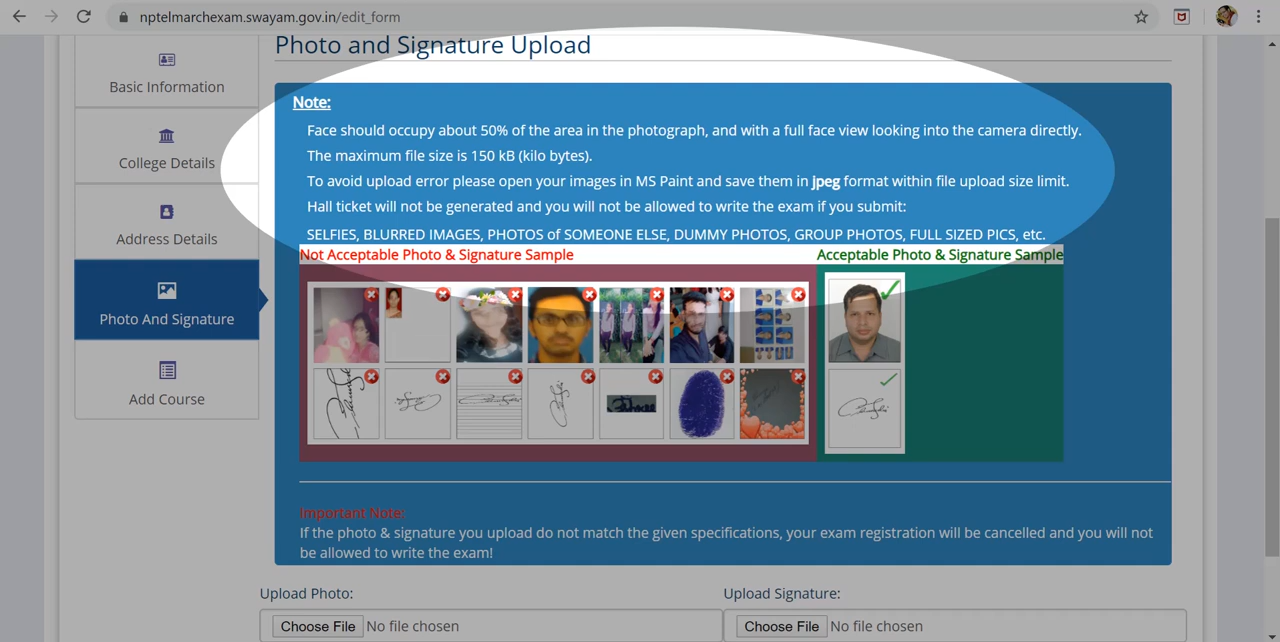 nptelmarchexam.swayam.gov.in/edit_form
Photo and Signature Upload
Basic Information
College Details
Address Details
Photo And Signature
Add Course
Note:
Face should occupy about 50% of the area in the photograph, and with a full face view looking into the camera directly.
The maximum file size is 150 kB (kilo bytes).
To avoid upload error please open your images in MS Paint and save them in jpeg format within file upload size limit.
Hall ticket will not be generated and you will not be allowed to write the exam if you submit:
SELFIES, BLURRED IMAGES, PHOTOS of SOMEONE ELSE, DUMMY PHOTOS, GROUP PHOTOS, FULL SIZED PICS, etc.
Not Acceptable Photo & Signature Sample
Acceptable Photo & Signature Sample
Important Note:
If the photo & signature you upload do not match the given specifications, your exam registration will be cancelled and you will not
be allowed to write the exam!
Upload Photo:
Choose File No file chosen
Upload Signature:
Choose File No file chosen